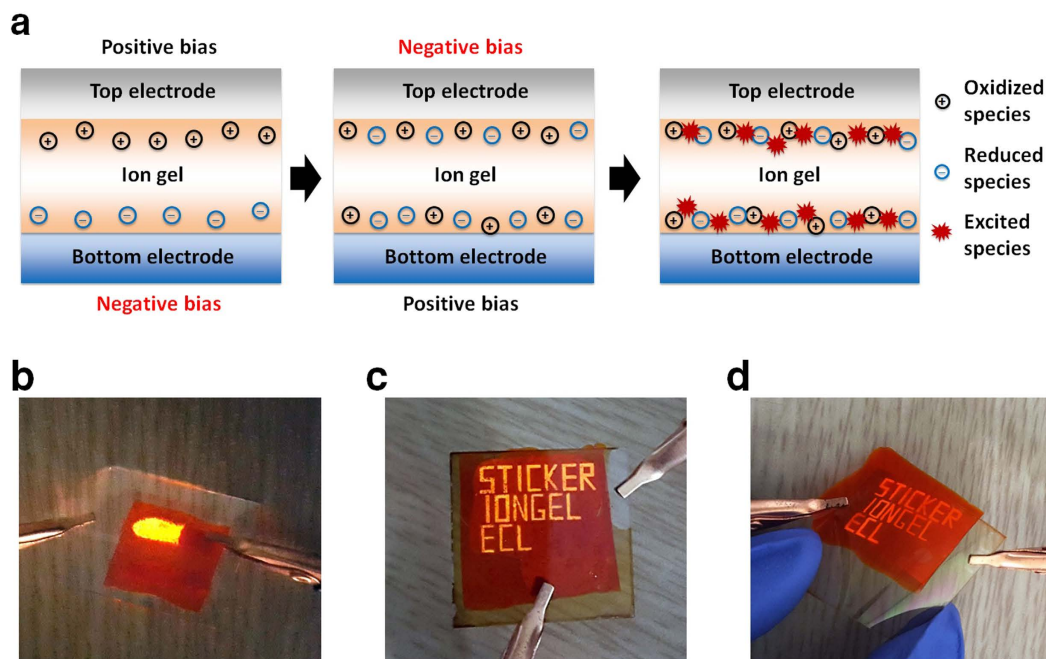 a
Positive bias
Negative bias
Top electrode
Top electrode
Top electrode
Ion gel
Ion gel
Ion gel
Bottom electrode
Bottom electrode
Bottom electrode
Negative bias
Positive bias
Oxidized
species
Reduced
species
Excited
species
b
c
d
STICKER
IONGEL
ECL
STICKER
IONGEL
ECL